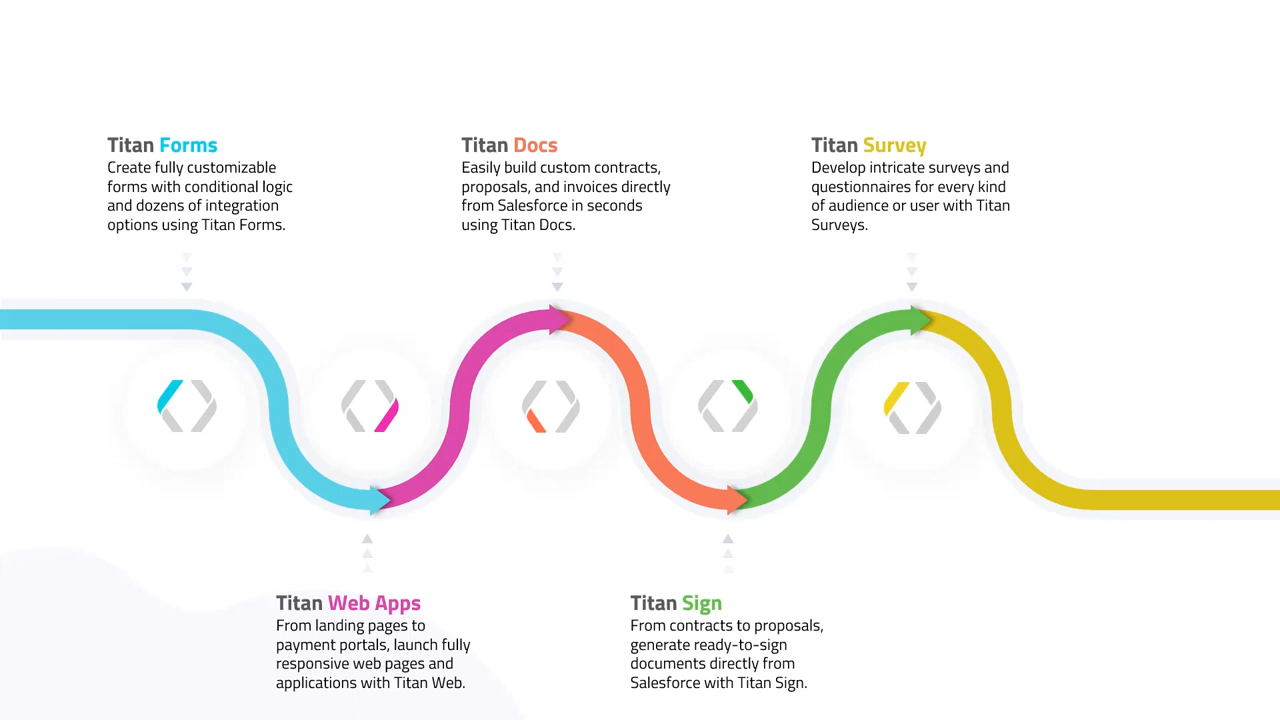 Titan Forms
Create fully customizable
forms with conditional logic
and dozens of integration
options using Titan Forms.
Titan Docs
Easily build custom contracts,
proposals, and invoices directly
from Salesforce in seconds
using Titan Docs.
Titan Survey
Develop intricate surveys and
questionnaires for every kind
of audience or user with Titan
Surveys.
Titan Web Apps
From landing pages to
payment portals, launch fully
responsive web pages and
applications with Titan Web.
Titan Sign
From contracts to proposals,
generate ready-to-sign
documents directly from
Salesforce with Titan Sign.